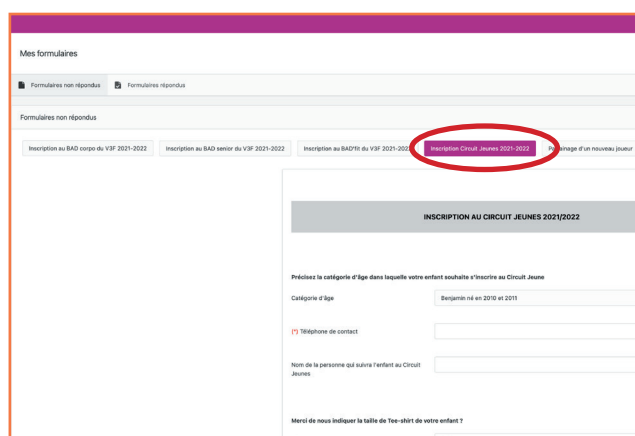 Mes formulaires
Formulaires non répondus Formulaires répondus
Formulaires non répondus
Inscription au BAD corpo du V3F 2021-2022 Inscription au BAD senior du V3F 2021-2022 Inscription au BAD'fit du V3F 2021-2022 Inscription Circuit Jeunes 2021-2022 d'un nouveau joueur
INSCRIPTION AU CIRCUIT JEUNES 2021/2022
Précisez la catégorie d'âge dans laquelle votre enfant souhaite s'inscrire au Circuit Jeune
Catégorie d'âge Benjamin né en 2010 et 2011
(*) Téléphone de contact
Nom de la personne qui suivra l'enfant au Circuit
Jeunes
Merci de nous indiquer la taille de Tee-shirt de votre enfant ?